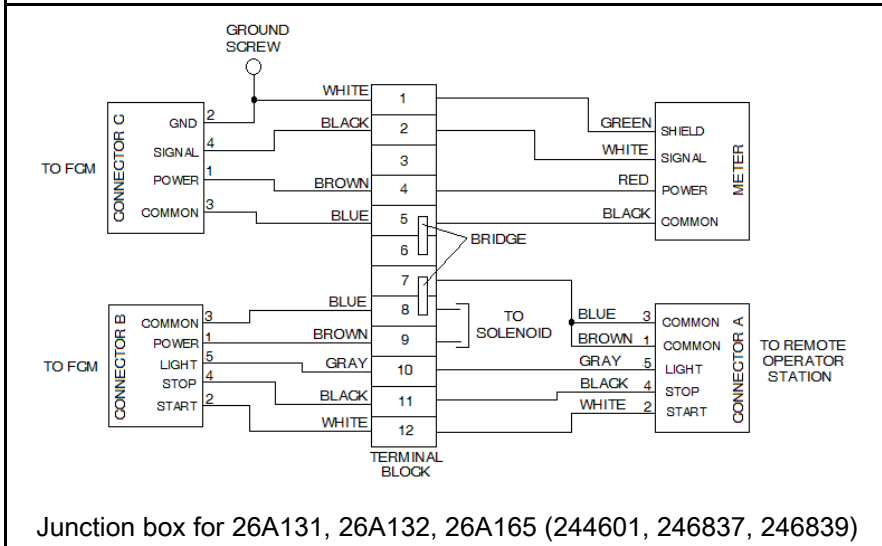 GROUND
SCREW
TO FCM
CONNECTOR C
GND 2
SIGNAL 4
POWER 1
COMMON 3
WHITE
BLACK
BROWN
BLUE
1
2
3
4
5
6
7
8
9
10
11
12
TERMINAL
BLOCK
BRIDGE
GREEN
WHITE
RED
BLACK
SHIELD
SIGNAL
POWER
COMMON
METER
TO FCM
CONNECTOR B
COMMON 3
POWER 1
LIGHT 5
STOP 4
START 2
BLUE
BROWN
GRAY
BLACK
WHITE
TO
SOLENOID
BLUE 3 COMMON
BROWN 1 COMMON
GRAY 5 LIGHT
BLACK 4 STOP
WHITE 2 START
CONNECTOR A
TO REMOTE
OPERATOR
STATION
Junction box for 26A131, 26A132, 26A165 (244601, 246837, 246839)